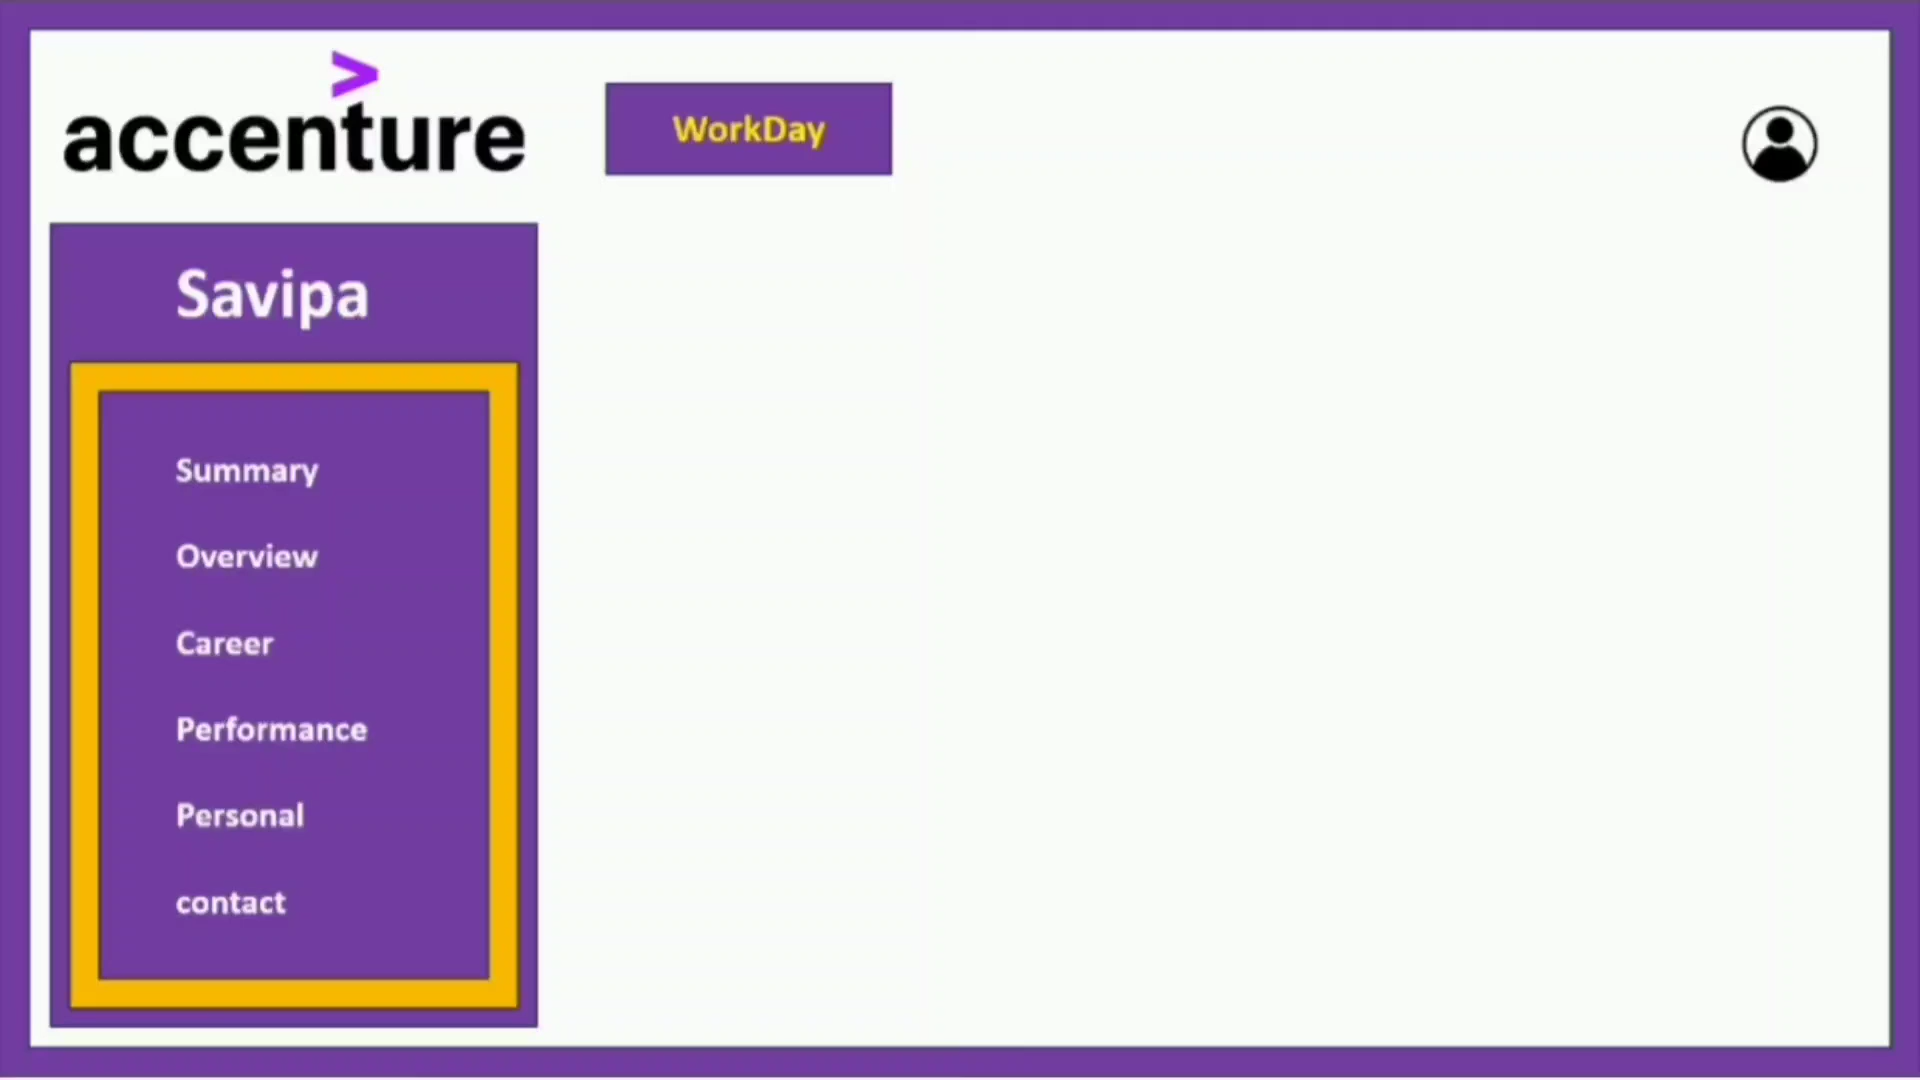 accenture
WorkDay
Savipa
Summary
Overview
Career
Performance
Personal
contact